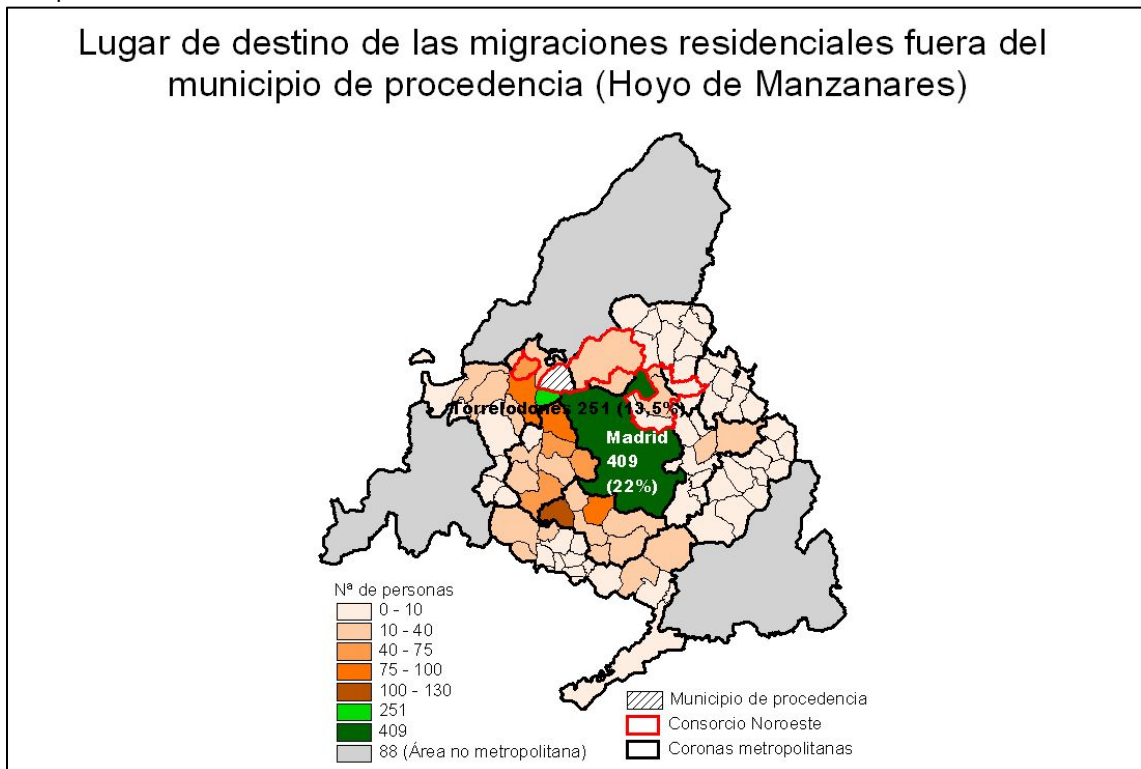 Lugar de destino de las migraciones residenciales fuera del
municipio de procedencia (Hoyo de Manzanares)
Torrelodones 251 (13,5%)
Madrid
409
(22%)
Nª de personas
0 - 10
10 - 40
40 - 75
75 - 100
100 - 130
251
409
88 (Área no metropolitana)
Municipio de procedencia
Consorcio Noroeste
Coronas metropolitanas